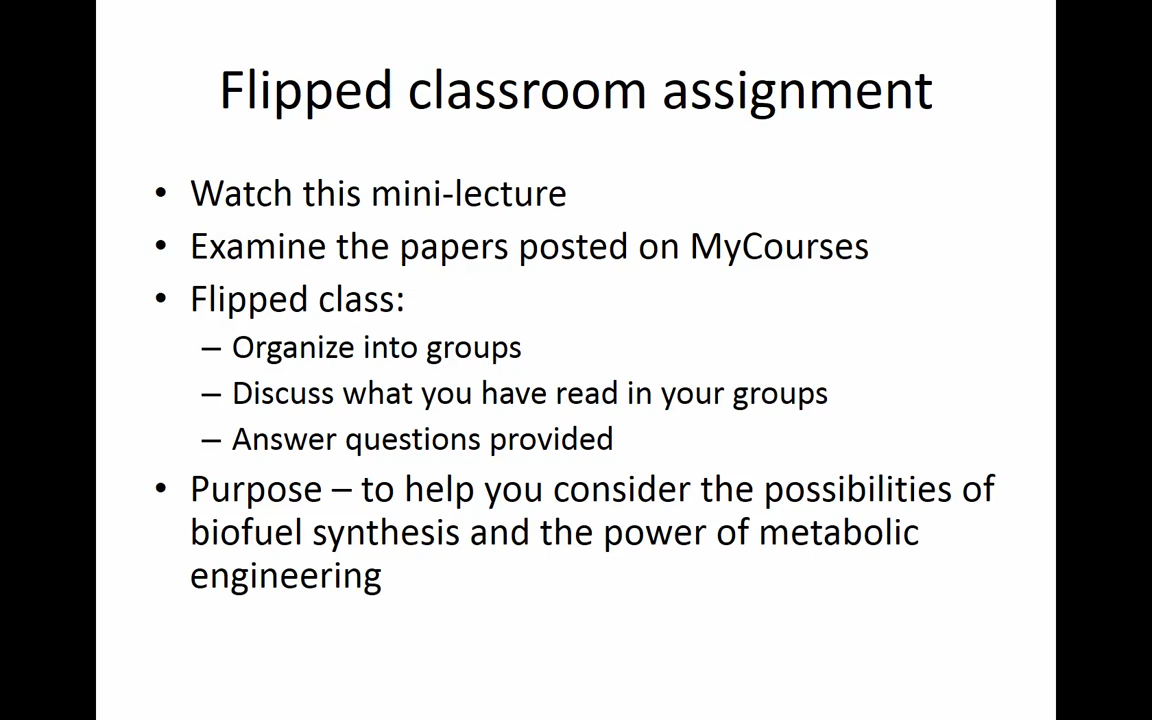 Flipped classroom assignment
• Watch this mini-lecture
• Examine the papers posted on MyCourses
• Flipped class:
– Organize into groups
– Discuss what you have read in your groups
– Answer questions provided
• Purpose – to help you consider the possibilities of
biofuel synthesis and the power of metabolic
engineering